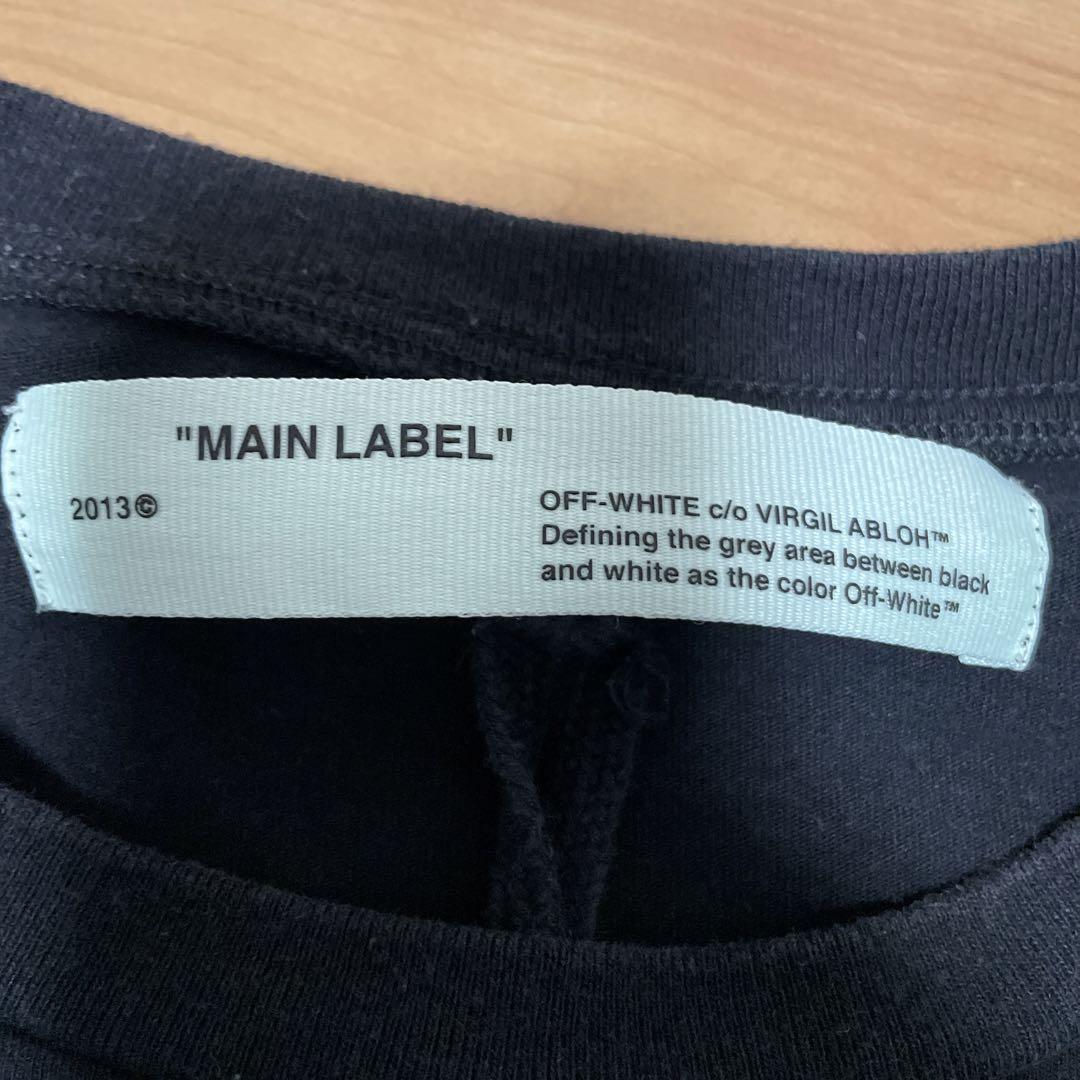 "MAIN LABEL"
2013©
OFF-WHITE c/o VIRGIL ABLOH™
Defining the grey area between black
and white as the color Off-White™